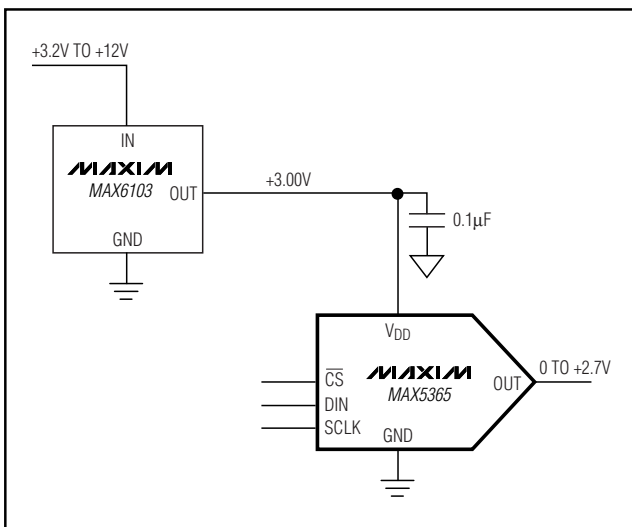 +3.2V TO +12V
IN
MAXIM
MAX6103
OUT
+3.00V
GND
0.1µF
VDD
CS
DIN
SCLK
MAXIM
MAX5365
OUT
0 TO +2.7V
GND